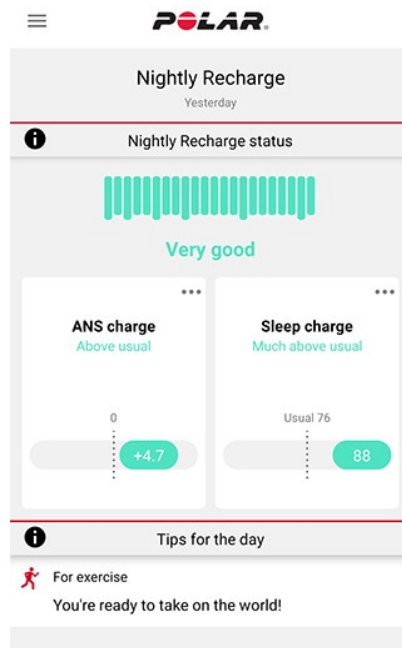 POLAR.
Nightly Recharge
Yesterday
Nightly Recharge status
Very good
ANS charge
Above usual
0
+4.7
Sleep charge
Much above usual
Usual 76
88
Tips for the day
For exercise
You're ready to take on the world!